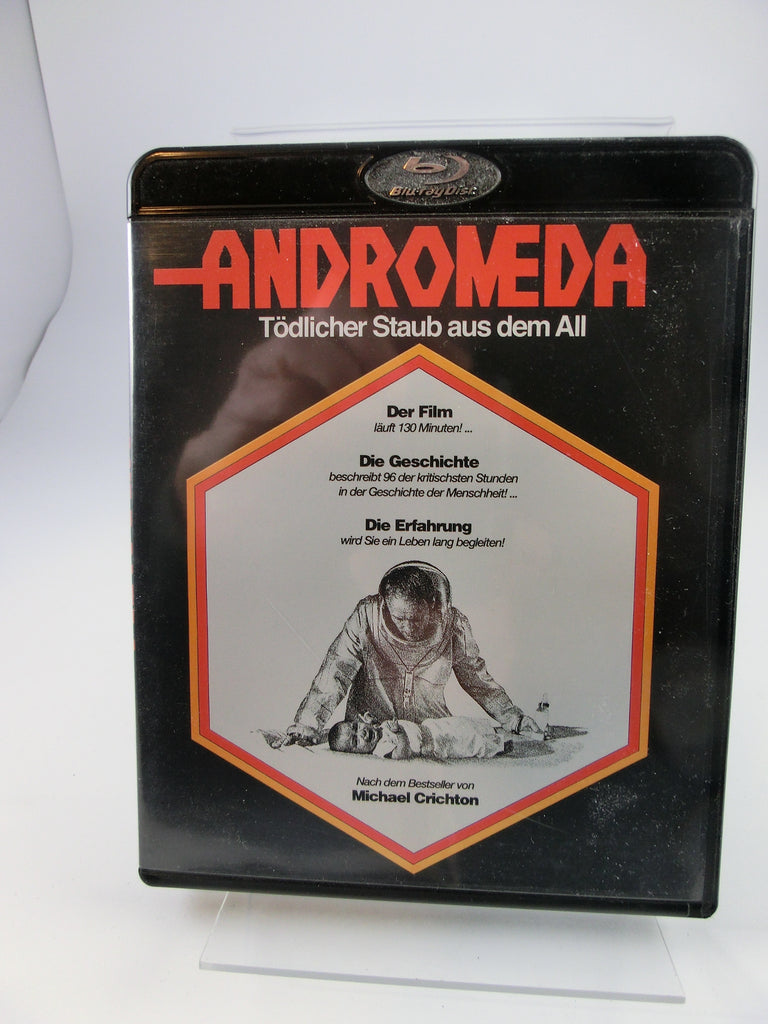 Blu-ray Disc
ANDROMEDA
Tödlicher Staub aus dem All
Der Film
läuft 130 Minuten! ...
Die Geschichte
beschreibt 96 der kritischsten Stunden
in der Geschichte der Menschheit! ...
Die Erfahrung
wird Sie ein Leben lang begleiten!
Nach dem Bestseller von
Michael Crichton